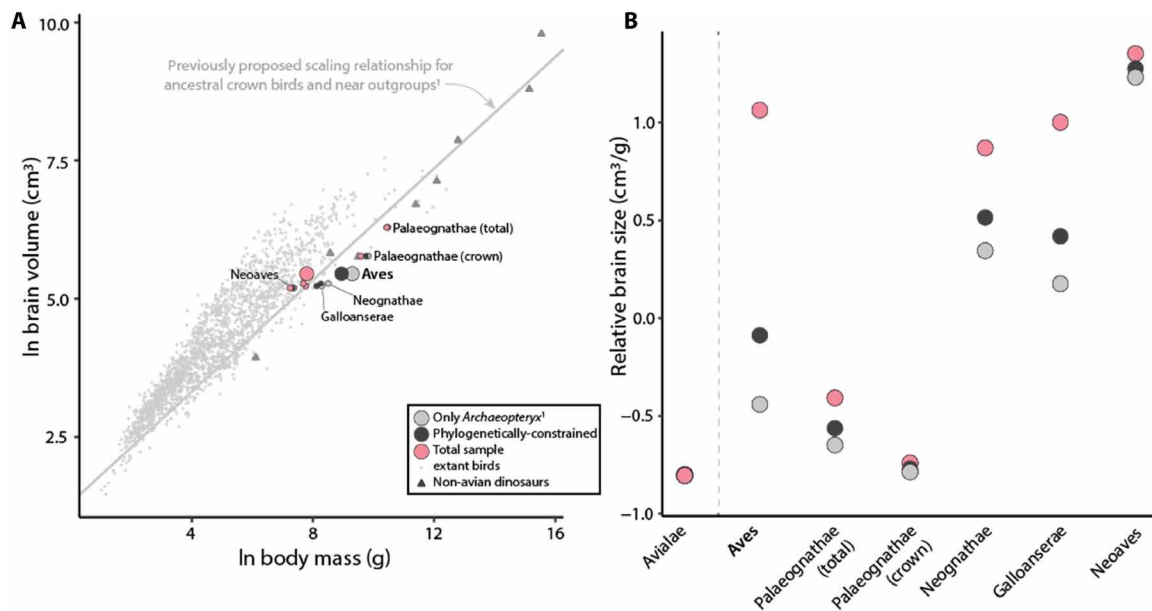 A
10.0
7.5
5.0
2.5
ln brain volume (cm³)
Previously proposed scaling relationship for
ancestral crown birds and near outgroups¹
Palaeognathae (total)
Palaeognathae (crown)
Neoaves
Aves
Neognathae
Galloanserae
Only Archaeopteryx¹
Phylogenetically-constrained
Total sample
extant birds
Non-avian dinosaurs
4
8
12
16
ln body mass (g)
B
Relative brain size (cm³/g)
1.0
0.5
0.0
−0.5
−1.0
Avialae
Aves
Palaeognathae
(total)
Palaeognathae
(crown)
Neognathae
Galloanserae
Neoaves